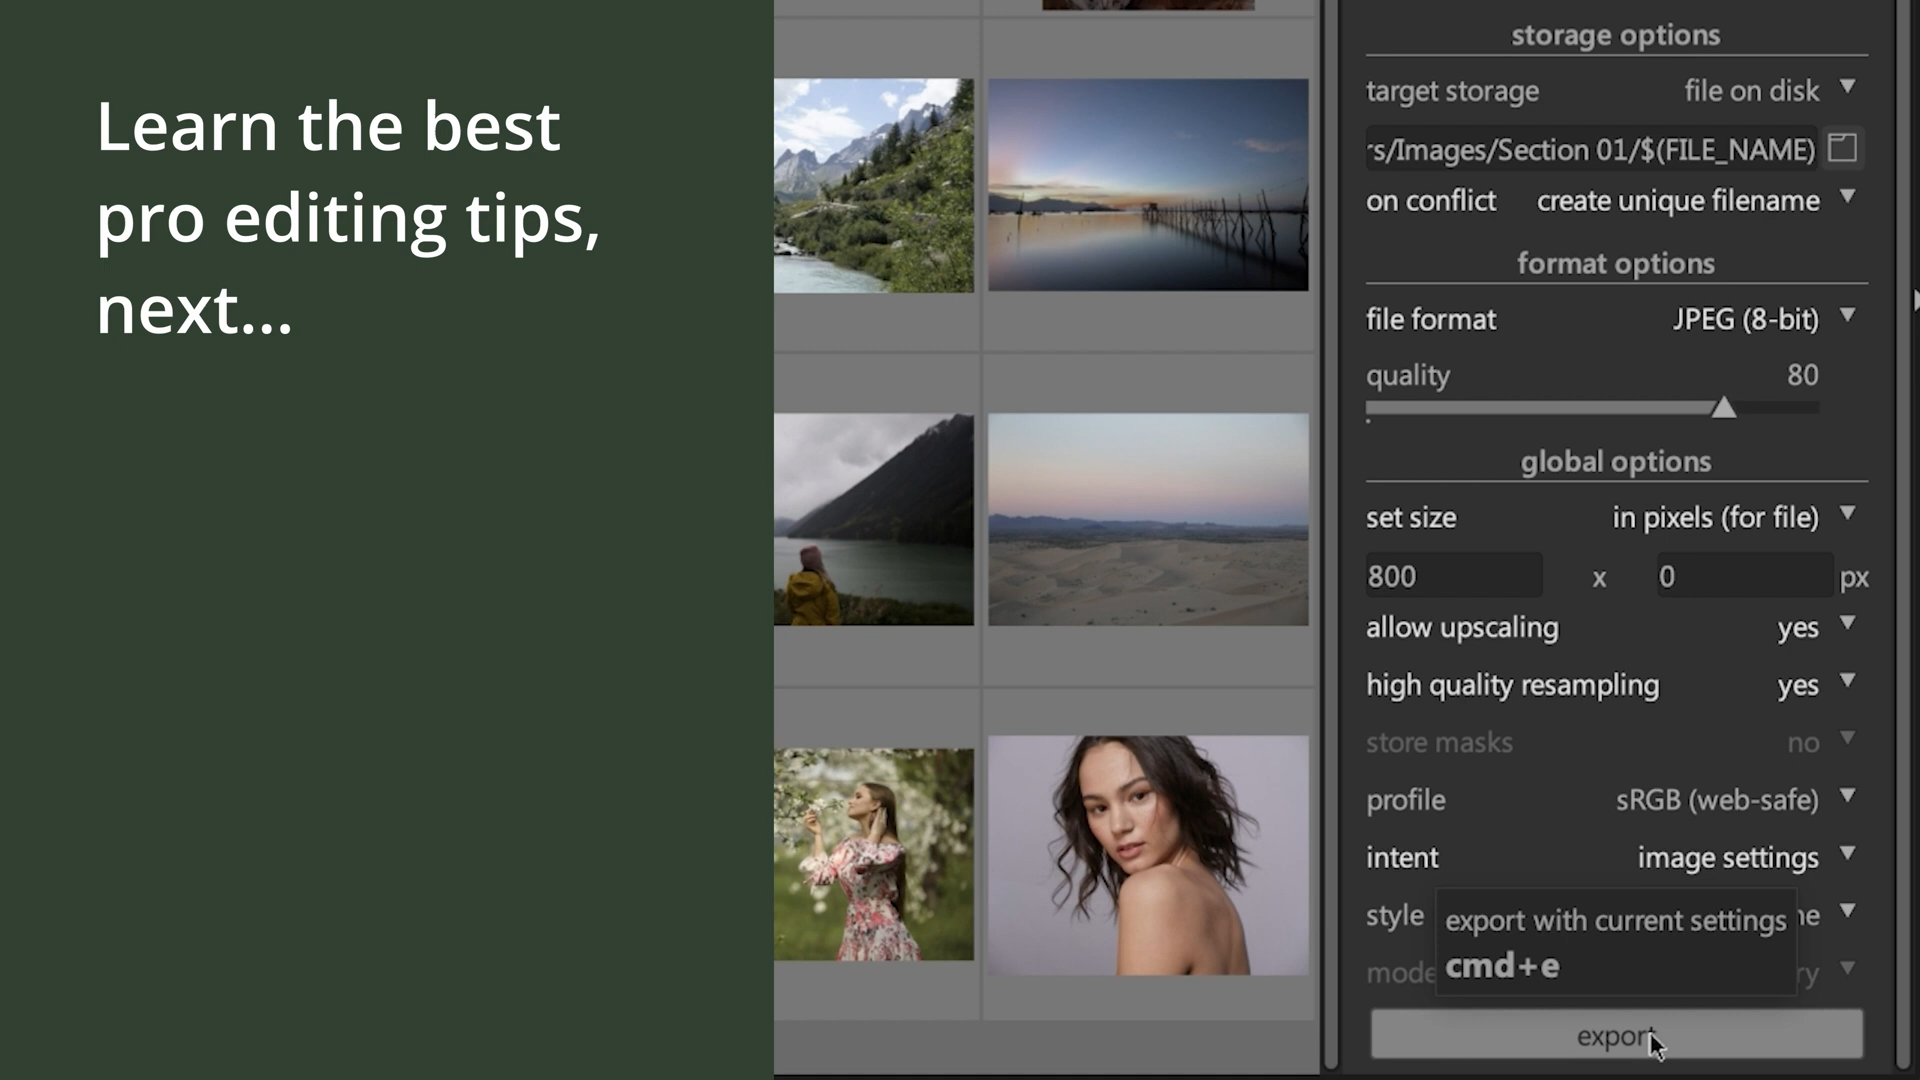 Learn the best
pro editing tips,
next...
storage options
target storage file on disk
s/Images/Section 01/$(FILE_NAME)
on conflict create unique filename
format options
file format JPEG (8-bit)
quality 80
global options
set size in pixels (for file)
800 x 0 px
allow upscaling yes
high quality resampling yes
store masks no
profile sRGB (web-safe)
intent image settings
style
export with current settings
cmd+e
export